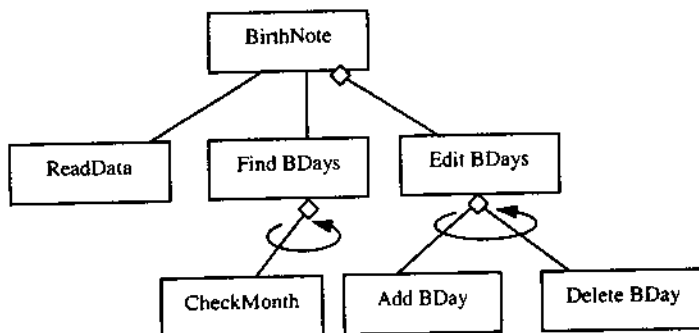 BirthNote
ReadData
Find BDays
Edit BDays
CheckMonth
Add BDay
Delete BDay